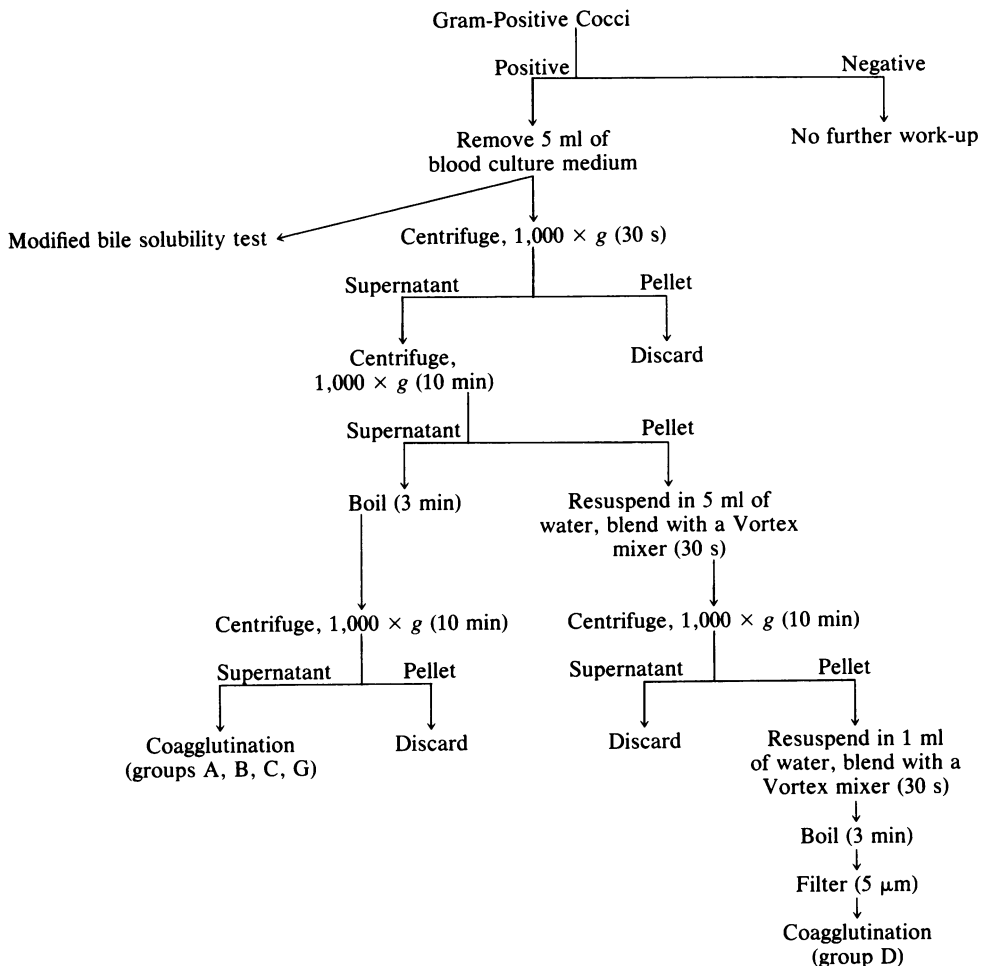 Gram-Positive Cocci
Positive
Negative
Remove 5 ml of
blood culture medium
No further work-up
Modified bile solubility test
Centrifuge, 1,000 × g (30 s)
Supernatant
Pellet
Centrifuge,
1,000 × g (10 min)
Discard
Supernatant
Pellet
Boil (3 min)
Resuspend in 5 ml of
water, blend with a Vortex
mixer (30 s)
Centrifuge, 1,000 × g (10 min)
Centrifuge, 1,000 × g (10 min)
Supernatant
Pellet
Supernatant
Pellet
Coagglutination
(groups A, B, C, G)
Discard
Discard
Resuspend in 1 ml
of water, blend with a
Vortex mixer (30 s)
Boil (3 min)
Filter (5 μm)
Coagglutination
(group D)